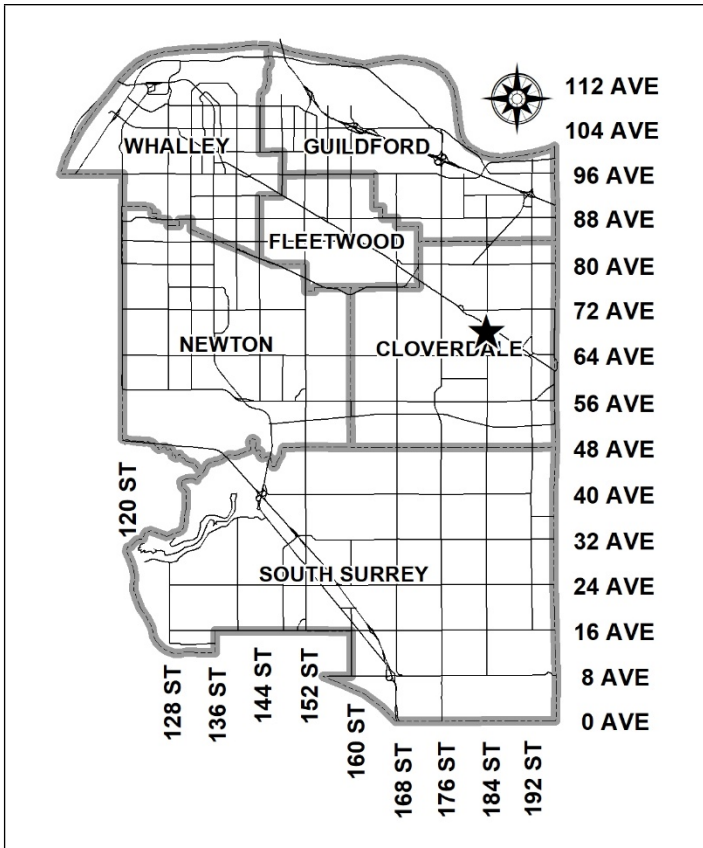 112 AVE
104 AVE
WHALLEY
GUILDFORD
96 AVE
88 AVE
FLEETWOOD
80 AVE
72 AVE
NEWTON
CLOVERDALE
64 AVE
56 AVE
48 AVE
120 ST
40 AVE
32 AVE
SOUTH SURREY
24 AVE
16 AVE
8 AVE
0 AVE
128 ST
136 ST
144 ST
152 ST
160 ST
168 ST
176 ST
184 ST
192 ST